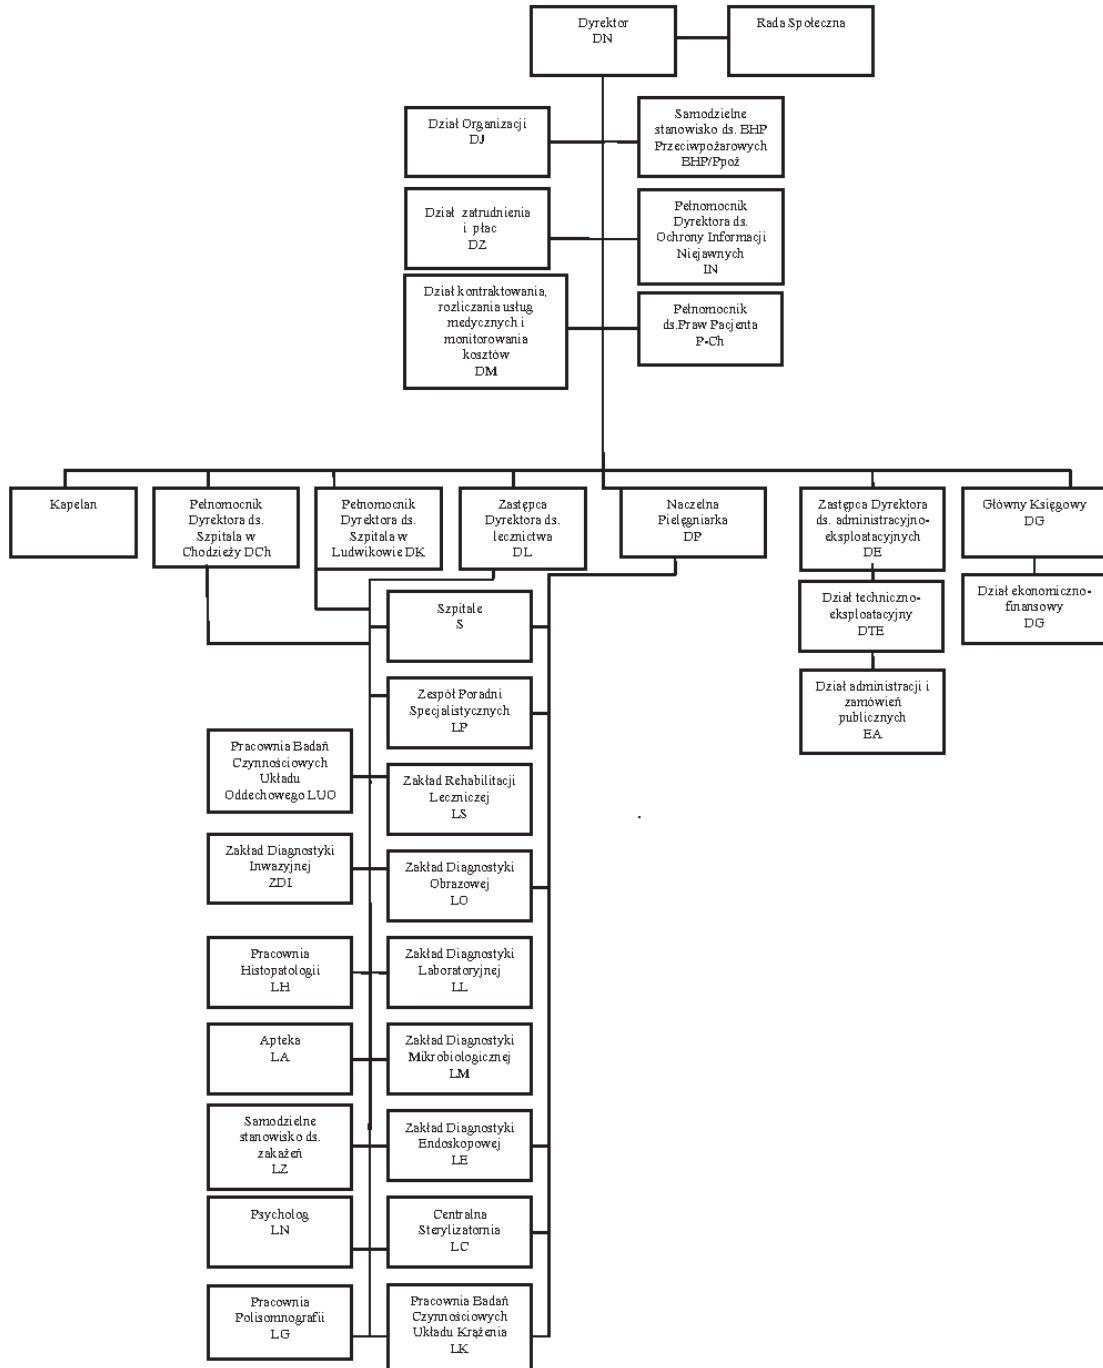 Dyrektor
DN
Rada Społeczna
Dział Organizacji
DJ
Samodzielne
stanowisko ds. BHP
Przeciwpożarowych
BHP/Ppoż
Dział zatrudnienia
i płac
DZ
Pełnomocnik
Dyrektora ds.
Ochrony Informacji
Niejawnych
IN
Dział kontraktowania,
rozliczania usług
medycznych i
monitorowania
kosztów
DM
Pełnomocnik
ds.Praw Pacjenta
P-Ch
Kapelan
Pełnomocnik
Dyrektora ds.
Szpitala w
Chodzieży DCh
Pełnomocnik
Dyrektora ds.
Szpitala w
Ludwikowie DK
Zastępca
Dyrektora ds.
lecznictwa
DL
Naczelna
Pielęgniarka
DP
Zastępca Dyrektora
ds. administracyjno-
eksploatacyjnych
DE
Główny Księgowy
DG
Dział techniczno-
eksploatacyjny
DTE
Dział ekonomiczno-
finansowy
DG
Dział administracji i
zamówień
publicznych
EA
Szpitale
S
Zespół Poradni
Specjalistycznych
LP
Pracownia Badań
Czynnościowych
Układu
Oddechowego LUO
Zakład Rehabilitacji
Leczniczej
LS
Zakład Diagnostyki
Inwazyjnej
ZDI
Zakład Diagnostyki
Obrazowej
LO
Pracownia
Histopatologii
LH
Zakład Diagnostyki
Laboratoryjnej
LL
Apteka
LA
Zakład Diagnostyki
Mikrobiologicznej
LM
Samodzielne
stanowisko ds.
zakażeń
LZ
Zakład Diagnostyki
Endoskopowej
LE
Psycholog
LN
Centralna
Sterylizatornia
LC
Pracownia
Polisomnografii
LG
Pracownia Badań
Czynnościowych
Układu Krążenia
LK